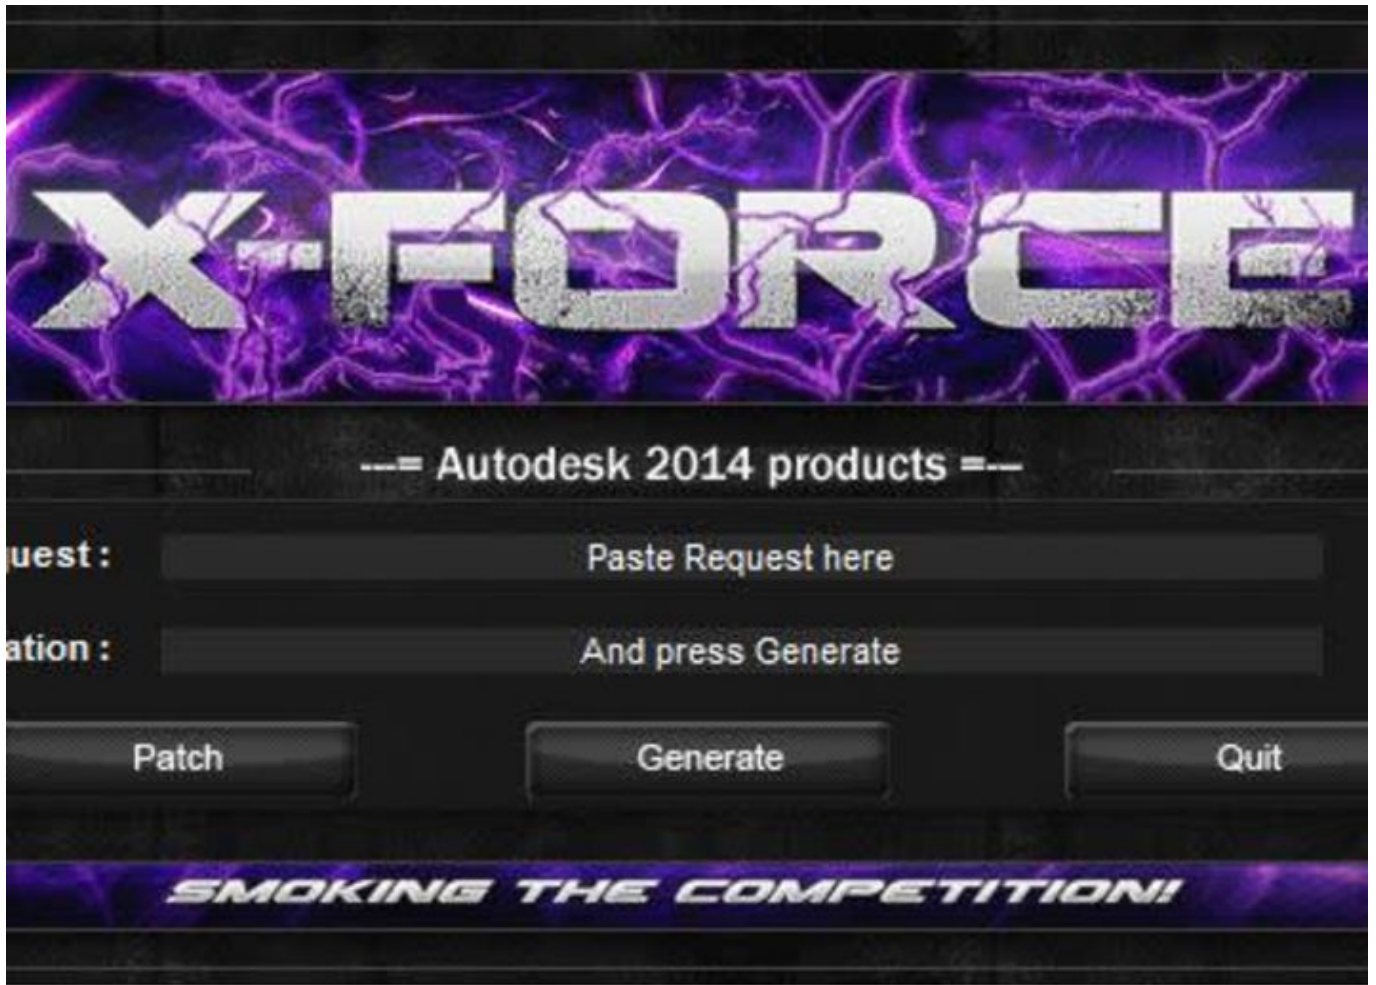 X-FORCE
---= Autodesk 2014 products =---
uest : Paste Request here
ation : And press Generate
Patch Generate Quit
SMOKING THE COMPETITION!